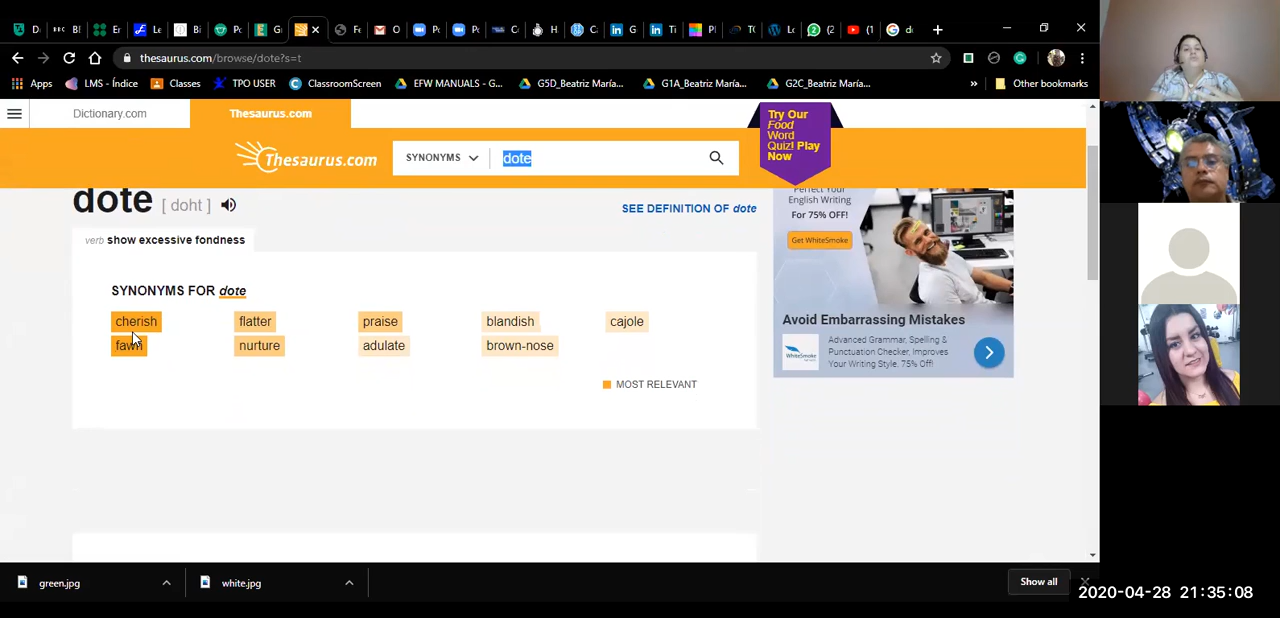 thesaurus.com/browse/dote?s=t
Apps LMS - Índice Classes TPO USER ClassroomScreen EFW MANUALS - G... G5D_Beatriz María... G1A_Beatriz María... G2C_Beatriz María... » Other bookmarks
Dictionary.com Thesaurus.com
Thesaurus.com SYNONYMS dote
Try Our
Food
Word
Quiz! Play
Now
dote [ doht ]
SEE DEFINITION OF dote
verb show excessive fondness
SYNONYMS FOR dote
cherish flatter praise blandish cajole
fawn nurture adulate brown-nose
MOST RELEVANT
Perfect Your
English Writing
For 75% OFF!
Get WhiteSmoke
Avoid Embarrassing Mistakes
WhiteSmoke
Advanced Grammar, Spelling &
Punctuation Checker, Improves
Your Writing Style. 75% Off!
green.jpg white.jpg Show all
2020-04-28 21:35:08